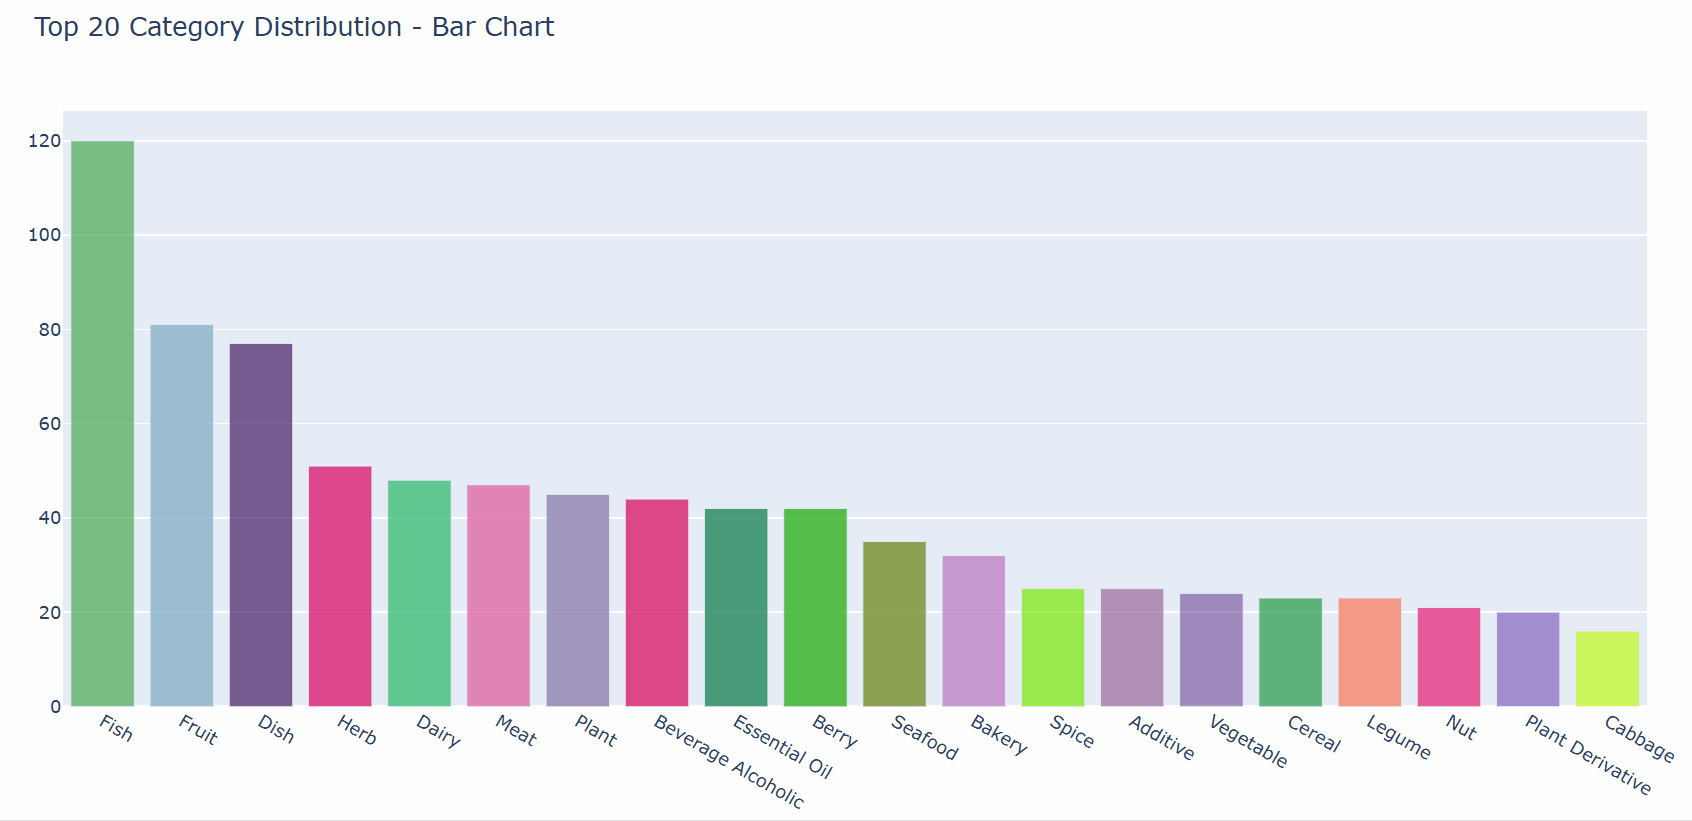 Top 20 Category Distribution - Bar Chart
120
100
80
60
40
20
0
Fish
Fruit
Dish
Herb
Dairy
Meat
Plant
Beverage Alcoholic
Essential Oil
Berry
Seafood
Bakery
Spice
Additive
Vegetable
Cereal
Legume
Nut
Plant Derivative
Cabbage